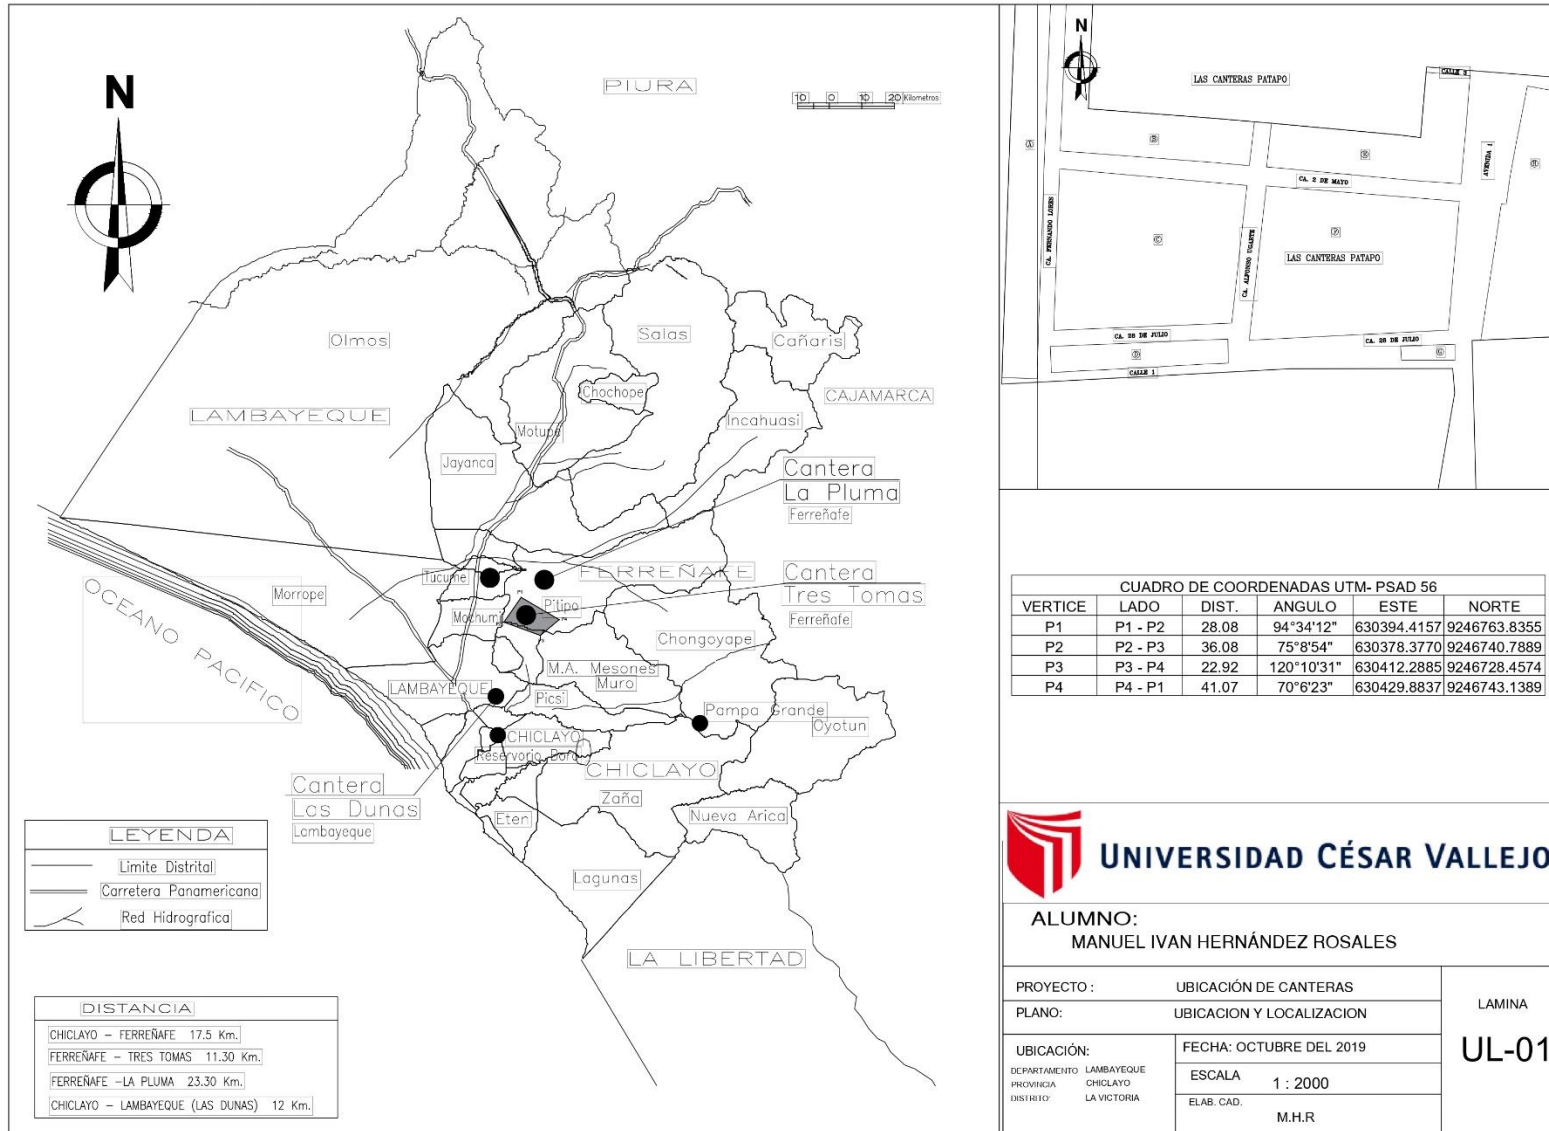 N
PIURA
10 0 10 20 Kilometros
Olmos
Salas
Cañaris
LAMBAYEQUE
Chochope
CAJAMARCA
Motupe
Incahuasi
Jayanca
Cantera
La Pluma
Ferreñafe
OCEANO PACIFICO
Morrope
Tucume
FERREÑAFE
Cantera
Tres Tomas
Ferreñafe
Mochumi
Pitipo
Chongoyape
M.A. Mesones
Muro
LAMBAYEQUE
Picsi
Pampa Grande
Oyotun
CHICLAYO
Reservorio Boro
CHICLAYO
Cantera
Las Dunas
Lambayeque
Eten
Zaña
Nueva Arica
Lagunas
LA LIBERTAD
LEYENDA
Limite Distrital
Carretera Panamericana
Red Hidrografica
DISTANCIA
CHICLAYO - FERREÑAFE 17.5 Km.
FERREÑAFE - TRES TOMAS 11.30 Km.
FERREÑAFE -LA PLUMA 23.30 Km.
CHICLAYO - LAMBAYEQUE (LAS DUNAS) 12 Km.
N
LAS CANTERAS PATAPO
A
B
AVENIDA 1
CA. 2 DE MAYO
CA. FERNANDO LORES
C
CA. ALFONSO UGARTE
LAS CANTERAS PATAPO
CA. 28 DE JULIO
CA. 28 DE JULIO
D
G
CALLE 1
CUADRO DE COORDENADAS UTM- PSAD 56
VERTICE LADO DIST. ANGULO ESTE NORTE
P1 P1 - P2 28.08 94°34'12" 630394.4157 9246763.8355
P2 P2 - P3 36.08 75°8'54" 630378.3770 9246740.7889
P3 P3 - P4 22.92 120°10'31" 630412.2885 9246728.4574
P4 P4 - P1 41.07 70°6'23" 630429.8837 9246743.1389
UNIVERSIDAD CÉSAR VALLEJO
ALUMNO:
MANUEL IVAN HERNÁNDEZ ROSALES
PROYECTO : UBICACIÓN DE CANTERAS
PLANO: UBICACION Y LOCALIZACION
LAMINA
UL-01
UBICACIÓN:
DEPARTAMENTO LAMBAYEQUE
PROVINCIA CHICLAYO
DISTRITO: LA VICTORIA
FECHA: OCTUBRE DEL 2019
ESCALA 1 : 2000
ELAB. CAD.
M.H.R